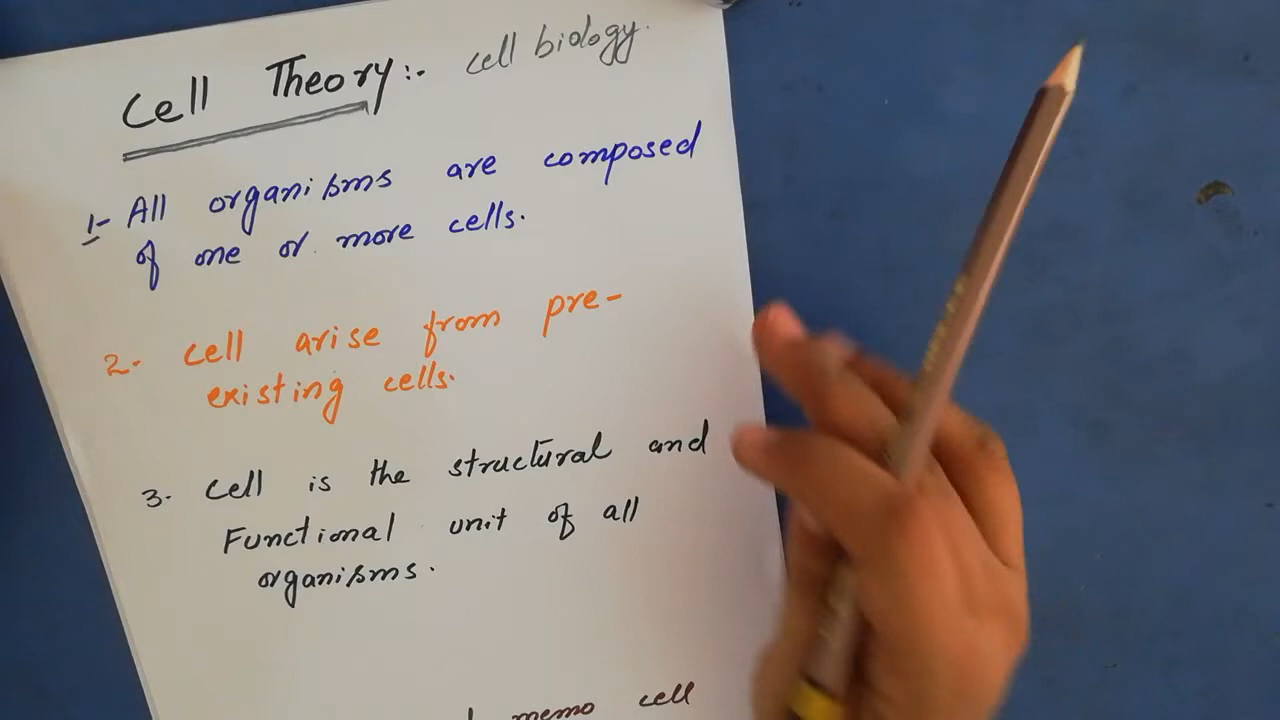 Cell Theory:- cell biology.
1- All organisms are composed
of one or more cells.
2. cell arise from pre-
existing cells.
3. cell is the structural and
Functional unit of all
organisms.
memo cell